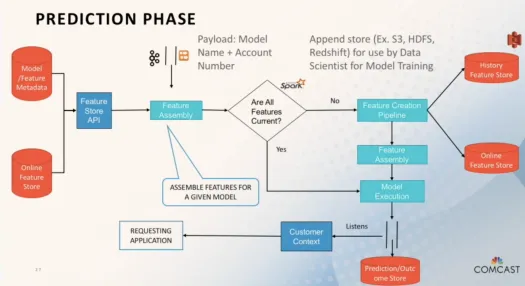 PREDICTION PHASE
Payload: Model
Name + Account
Number
Append store (Ex. S3, HDFS,
Redshift) for use by Data
Scientist for Model Training
Model
/Feature
Metadata
Feature
Store
API
Feature
Assembly
Spark
Are All
Features
Current?
No
Feature Creation
Pipeline
History
Feature Store
Yes
Feature
Assembly
Online
Feature
Store
Online
Feature Store
ASSEMBLE FEATURES FOR
A GIVEN MODEL
Model
Execution
REQUESTING
APPLICATION
Customer
Context
Listens
Prediction/Outc
ome Store
COMCAST